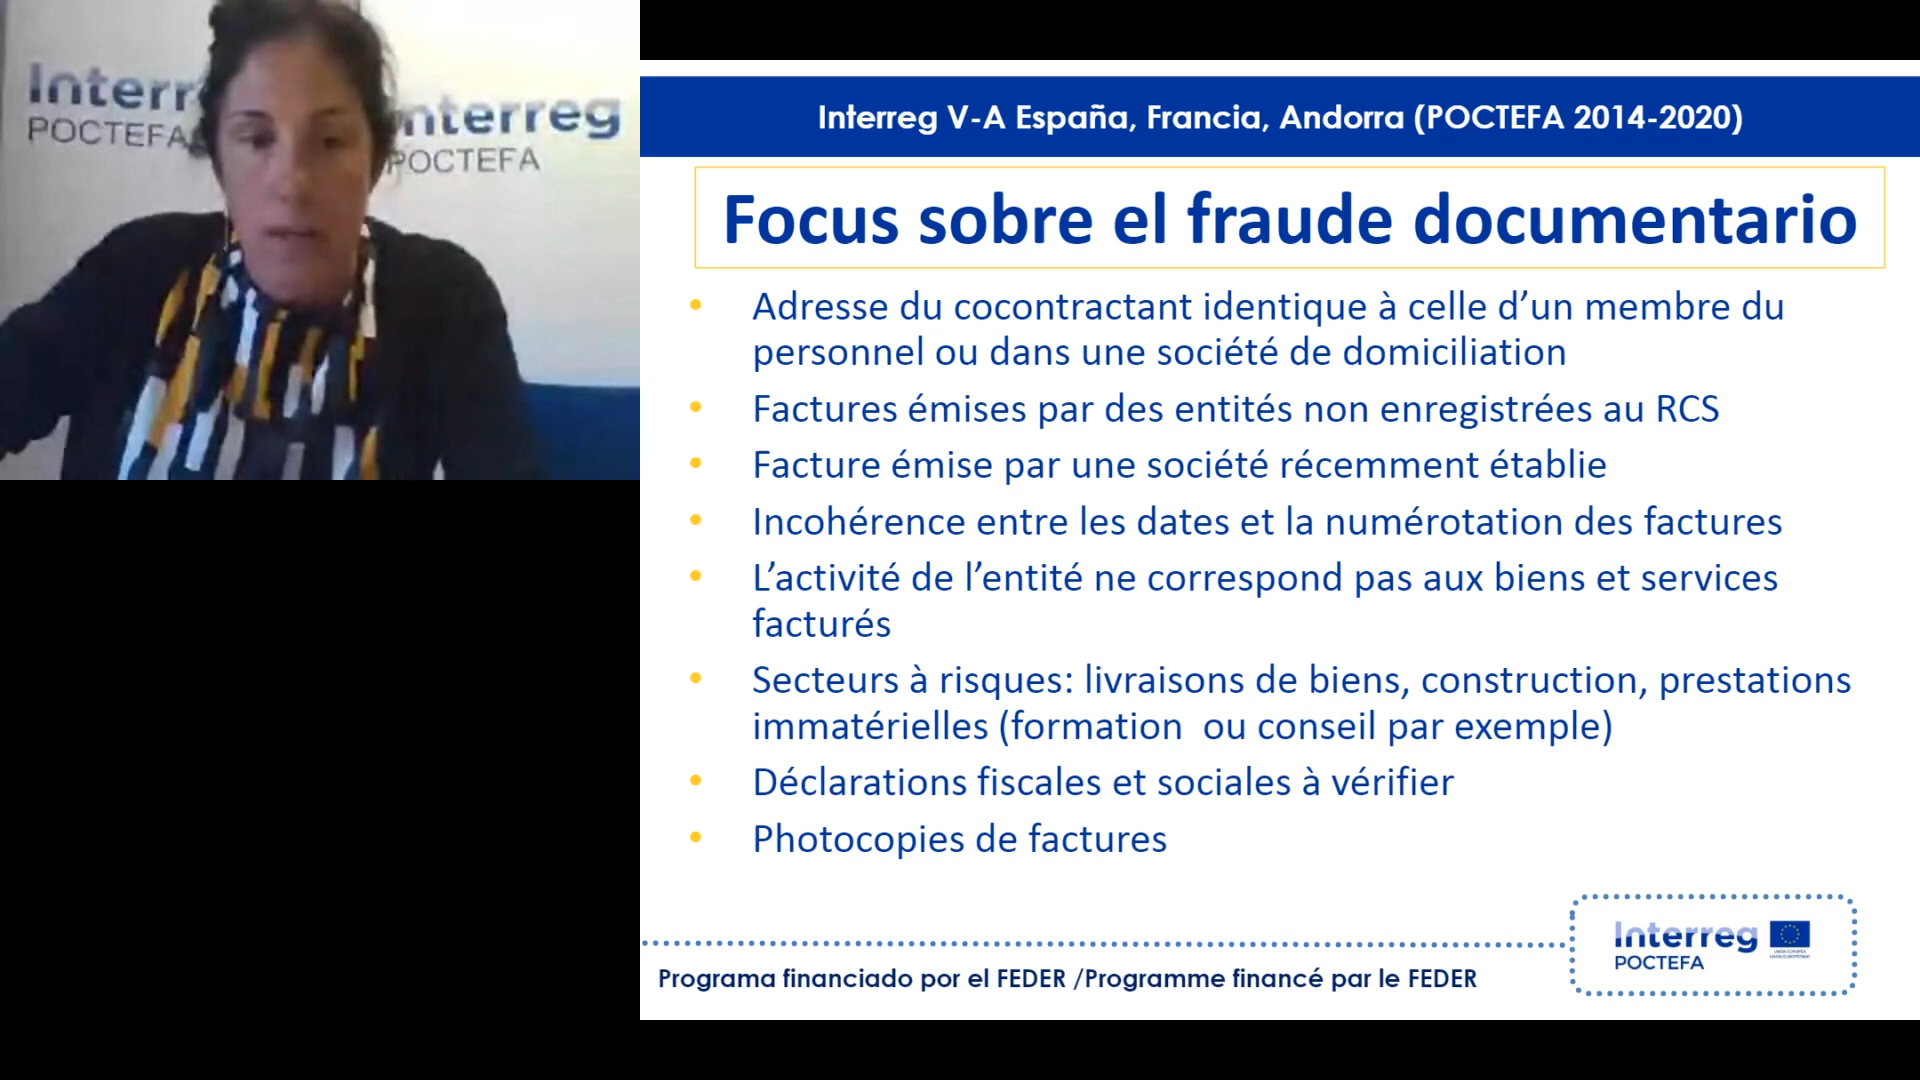 Interr
POCTEFA
nterreg
POCTEFA
Interreg V-A España, Francia, Andorra (POCTEFA 2014-2020)
Focus sobre el fraude documentario
• Adresse du cocontractant identique à celle d’un membre du
personnel ou dans une société de domiciliation
• Factures émises par des entités non enregistrées au RCS
• Facture émise par une société récemment établie
• Incohérence entre les dates et la numérotation des factures
• L’activité de l’entité ne correspond pas aux biens et services
facturés
• Secteurs à risques: livraisons de biens, construction, prestations
immatérielles (formation  ou conseil par exemple)
• Déclarations fiscales et sociales à vérifier
• Photocopies de factures
Interreg
POCTEFA
Programa financiado por el FEDER /Programme financé par le FEDER